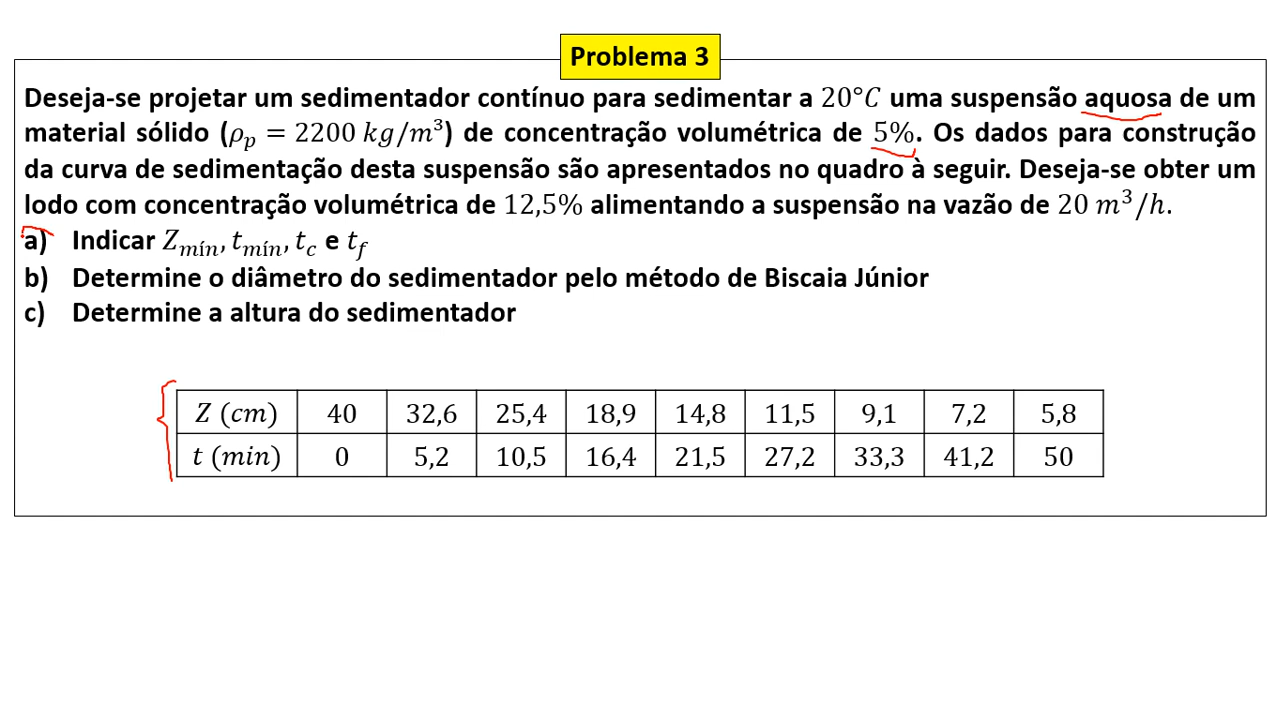 Problema 3
Deseja-se projetar um sedimentador contínuo para sedimentar a 20°C uma suspensão aquosa de um
material sólido (ρₚ = 2200 kg/m³) de concentração volumétrica de 5%. Os dados para construção
da curva de sedimentação desta suspensão são apresentados no quadro à seguir. Deseja-se obter um
lodo com concentração volumétrica de 12,5% alimentando a suspensão na vazão de 20 m³/h.
a) Indicar Z_mín, t_mín, t_c e t_f
b) Determine o diâmetro do sedimentador pelo método de Biscaia Júnior
c) Determine a altura do sedimentador
Z (cm) 40 32,6 25,4 18,9 14,8 11,5 9,1 7,2 5,8
t (min) 0 5,2 10,5 16,4 21,5 27,2 33,3 41,2 50